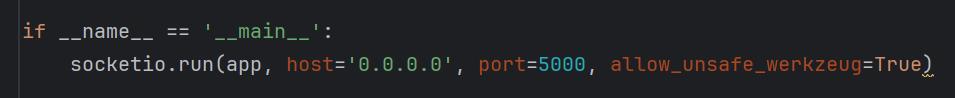 if __name__ == '__main__':
    socketio.run(app, host='0.0.0.0', port=5000, allow_unsafe_werkzeug=True)